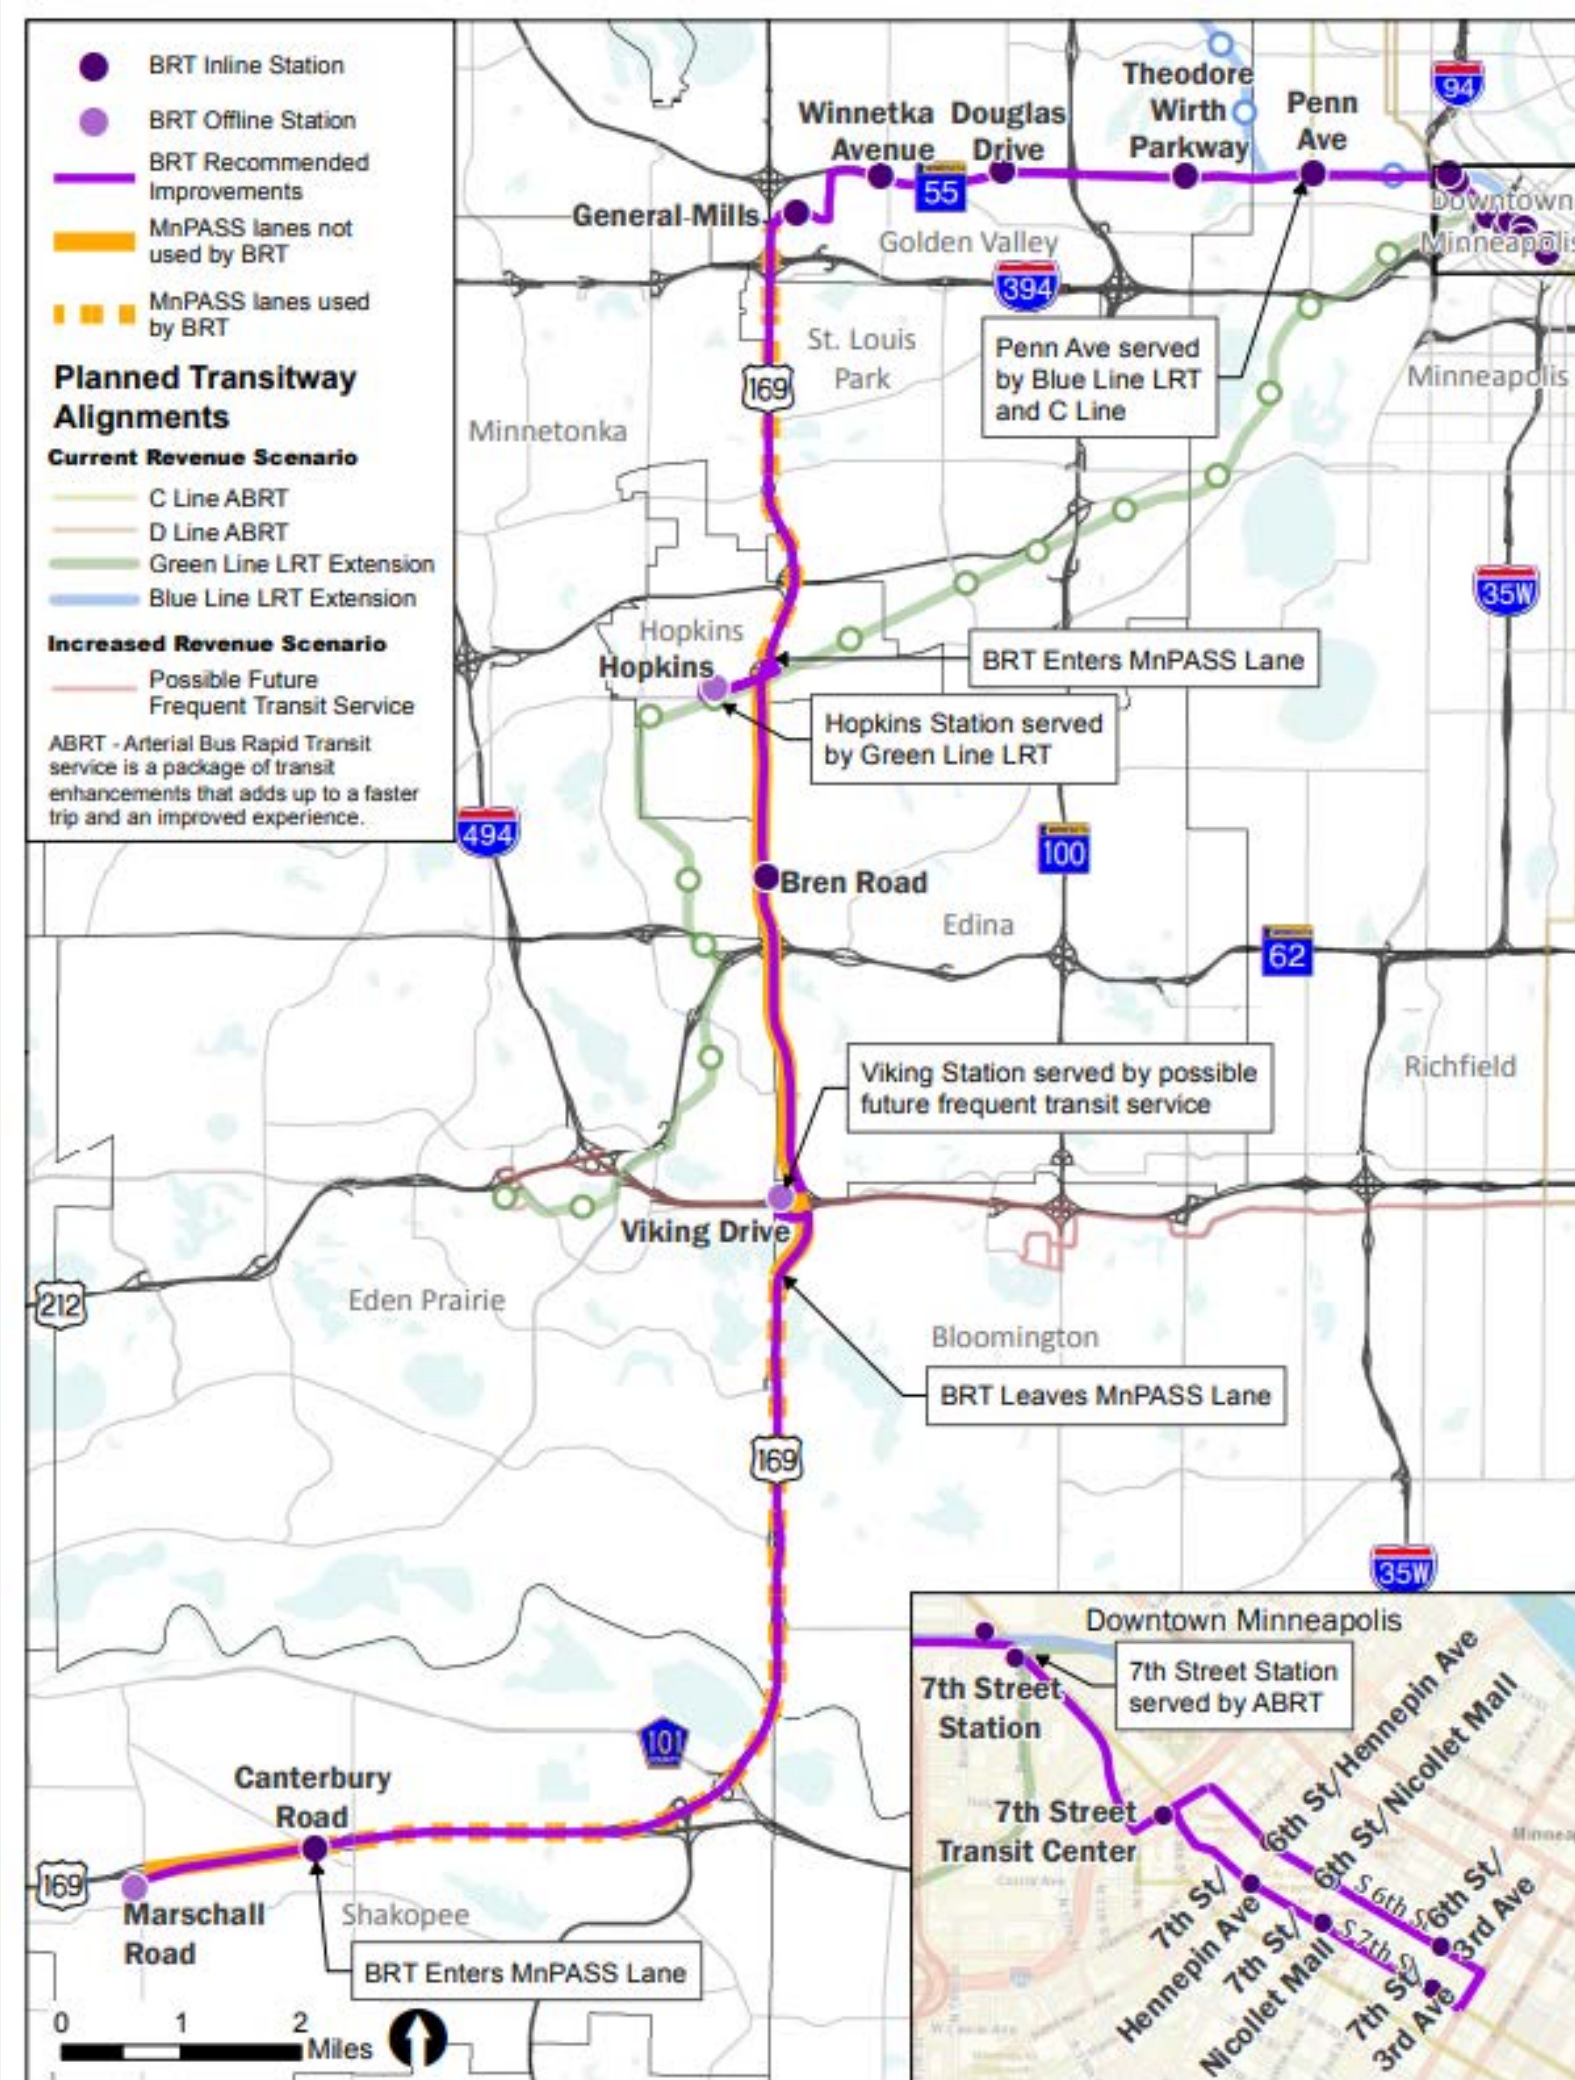 BRT Inline Station
BRT Offline Station
BRT Recommended
Improvements
MnPASS lanes not
used by BRT
MnPASS lanes used
by BRT
Planned Transitway
Alignments
Current Revenue Scenario
C Line ABRT
D Line ABRT
Green Line LRT Extension
Blue Line LRT Extension
Increased Revenue Scenario
Possible Future
Frequent Transit Service
ABRT - Arterial Bus Rapid Transit
service is a package of transit
enhancements that adds up to a faster
trip and an improved experience.
Winnetka
Avenue
Douglas
Drive
Theodore
Wirth
Parkway
Penn
Ave
94
55
General Mills
Golden Valley
Downtown
Minneapolis
394
St. Louis
Park
Penn Ave served
by Blue Line LRT
and C Line
Minneapolis
169
Minnetonka
35W
Hopkins
Hopkins
BRT Enters MnPASS Lane
Hopkins Station served
by Green Line LRT
494
100
Bren Road
Edina
62
Viking Station served by possible
future frequent transit service
Richfield
Viking Drive
212
Eden Prairie
Bloomington
BRT Leaves MnPASS Lane
169
35W
101
Canterbury
Road
169
Marschall
Road
Shakopee
BRT Enters MnPASS Lane
0 1 2
Miles
Downtown Minneapolis
7th Street Station
served by ABRT
7th Street
Station
7th Street
Transit Center
6th St/Hennepin Ave
6th St/Nicollet Mall
6th St/
3rd Ave
S 6th St
S 7th St
7th St/
Hennepin Ave
7th St/
Nicollet Mall
7th St/
3rd Ave